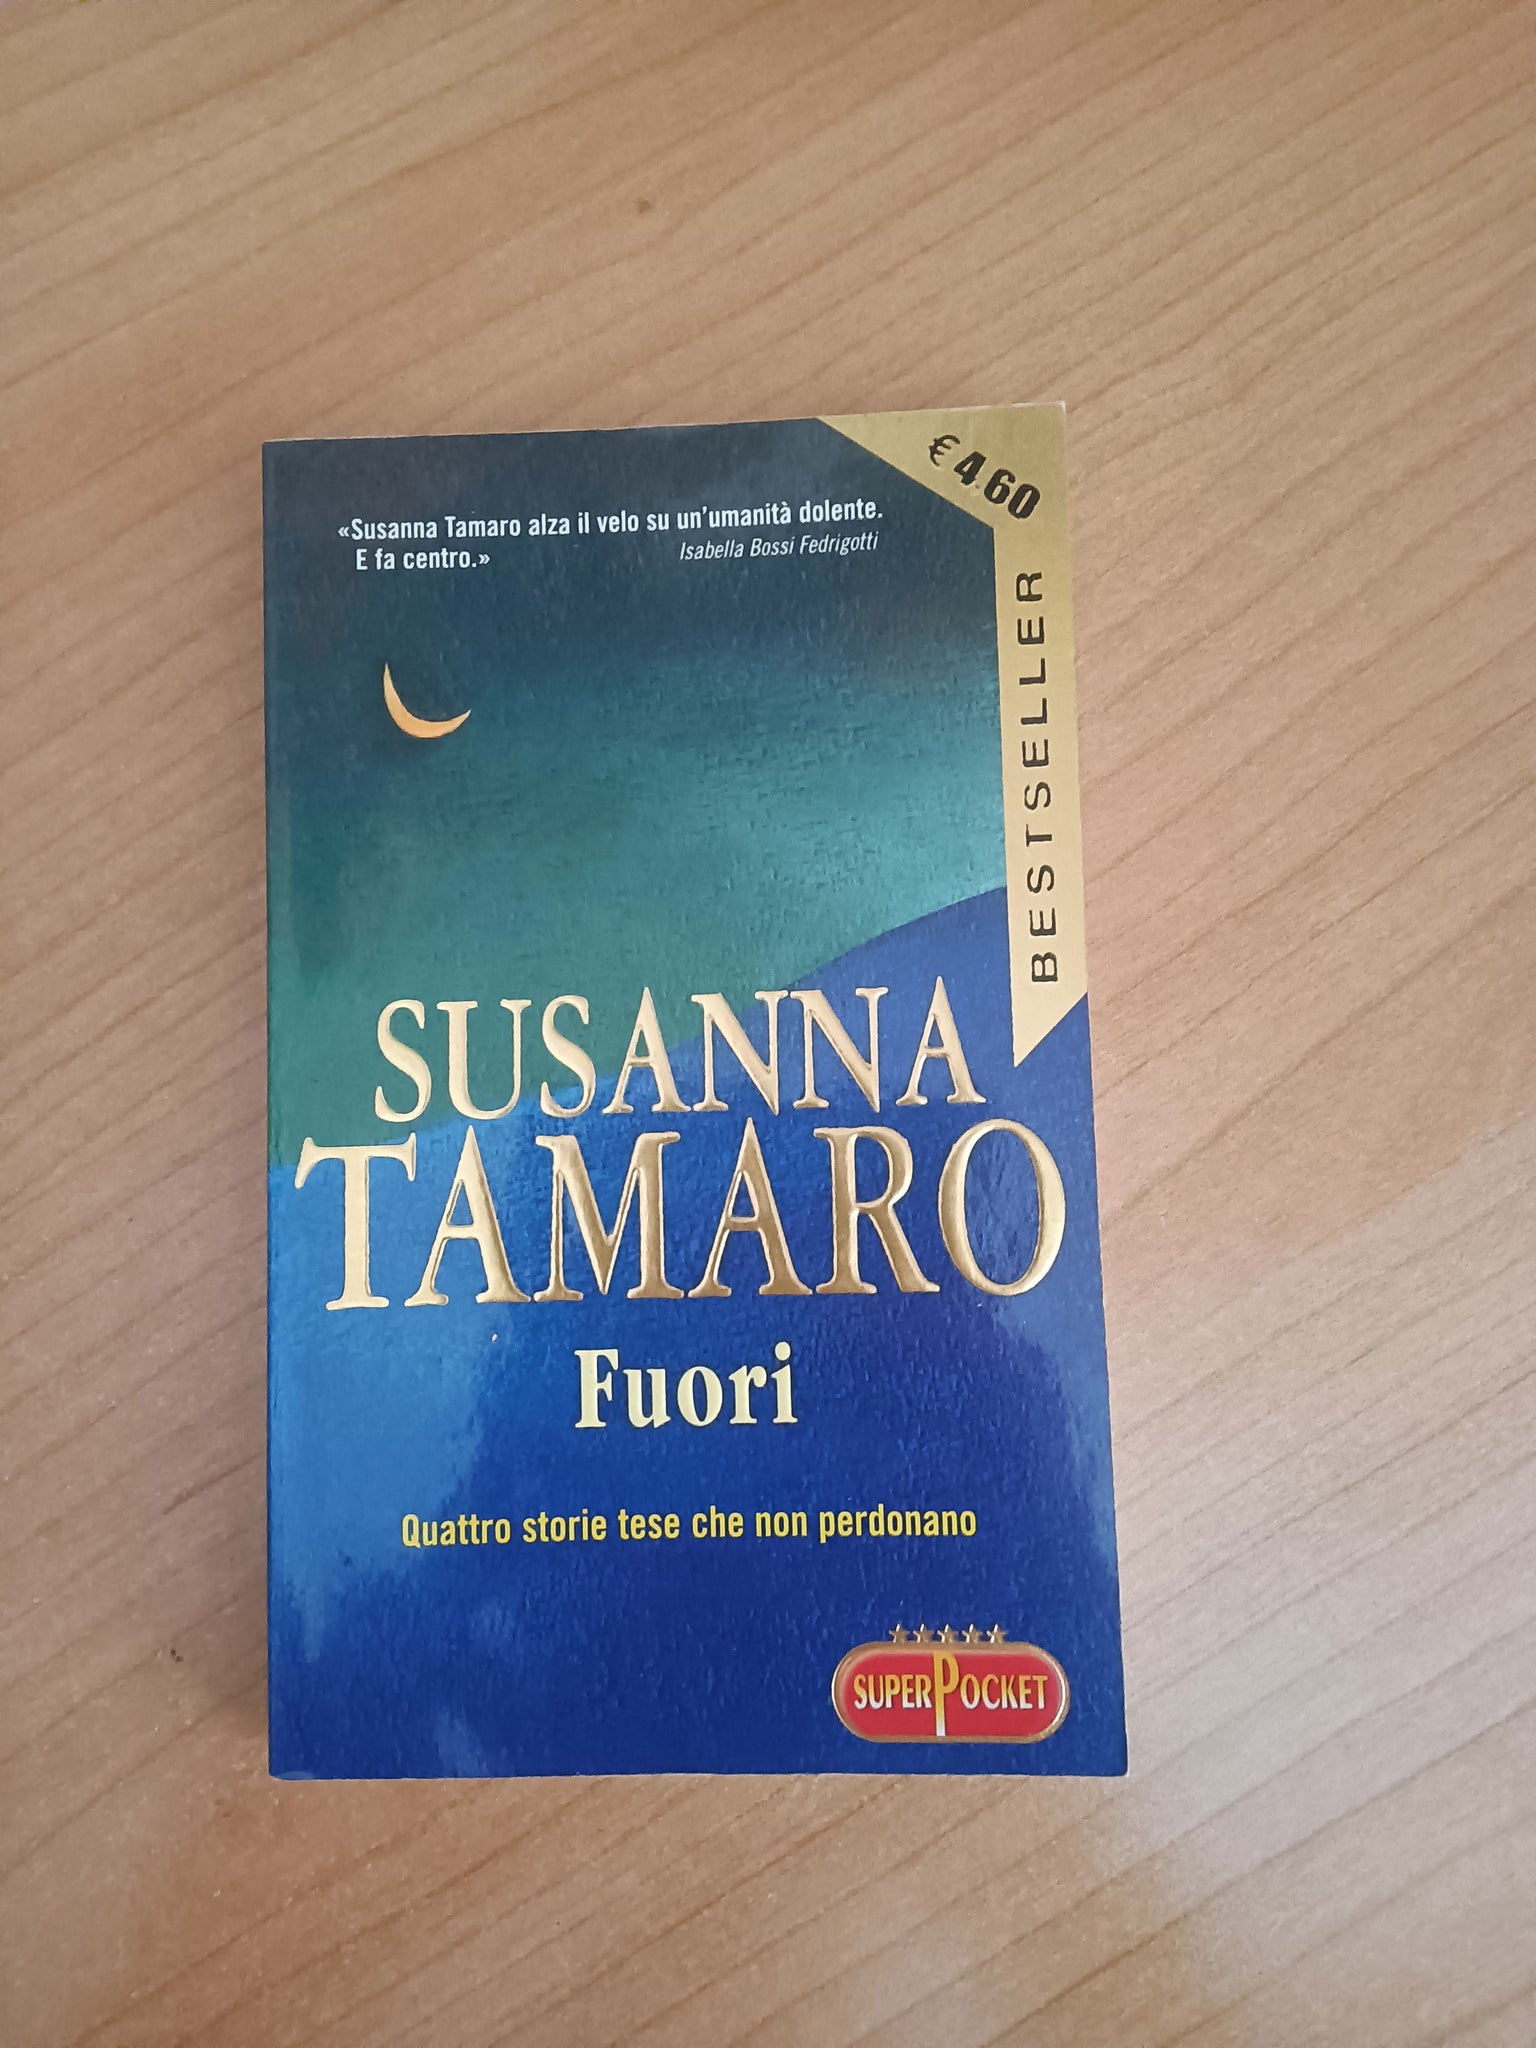 € 4,60
«Susanna Tamaro alza il velo su un'umanità dolente.
E fa centro.»
Isabella Bossi Fedrigotti
BESTSELLER
SUSANNA
TAMARO
Fuori
Quattro storie tese che non perdonano
SUPERPOCKET